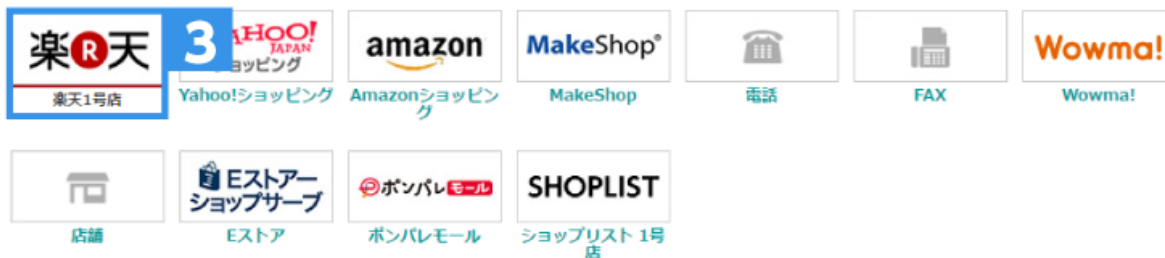 楽R天
3
AHOO!
JAPAN
ョッピング
amazon
MakeShop®
Wowma!
楽天1号店
Yahoo!ショッピング
Amazonショッピン
グ
MakeShop
電話
FAX
Wowma!
Eストアー
ショップサーブ
ポンパレモール
SHOPLIST
店舗
Eストア
ポンパレモール
ショップリスト 1号
店